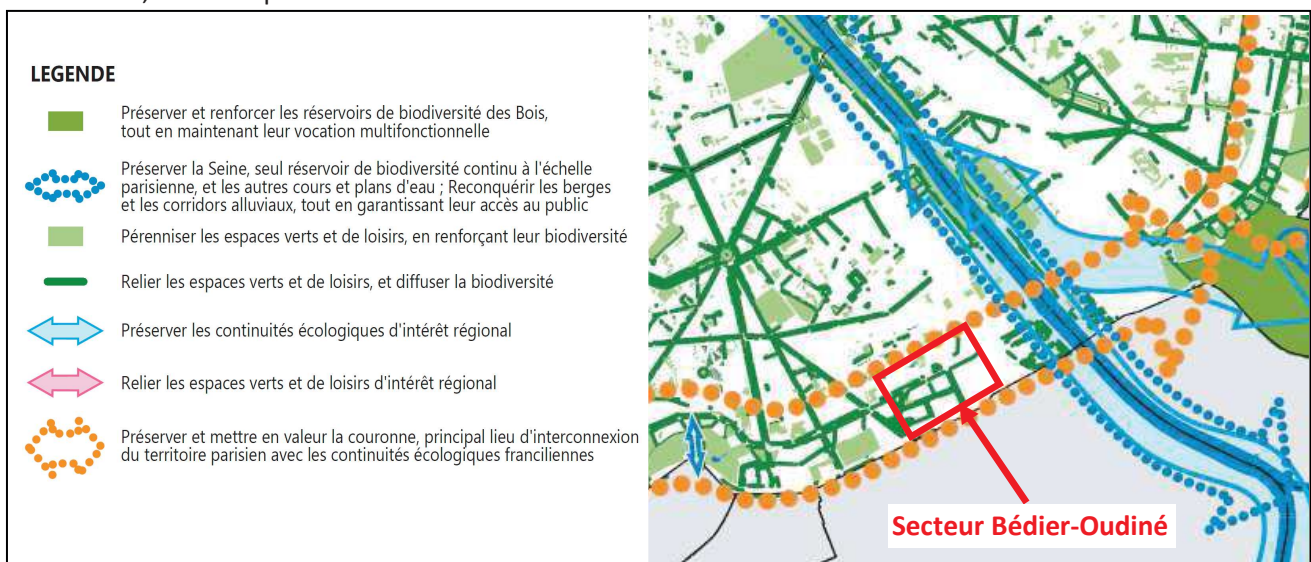 LEGENDE
Préserver et renforcer les réservoirs de biodiversité des Bois,
tout en maintenant leur vocation multifonctionnelle
Préserver la Seine, seul réservoir de biodiversité continu à l'échelle
parisienne, et les autres cours et plans d'eau ; Reconquérir les berges
et les corridors alluviaux, tout en garantissant leur accès au public
Pérenniser les espaces verts et de loisirs, en renforçant leur biodiversité
Relier les espaces verts et de loisirs, et diffuser la biodiversité
Préserver les continuités écologiques d'intérêt régional
Relier les espaces verts et de loisirs d'intérêt régional
Préserver et mettre en valeur la couronne, principal lieu d'interconnexion
du territoire parisien avec les continuités écologiques franciliennes
Secteur Bédier-Oudiné